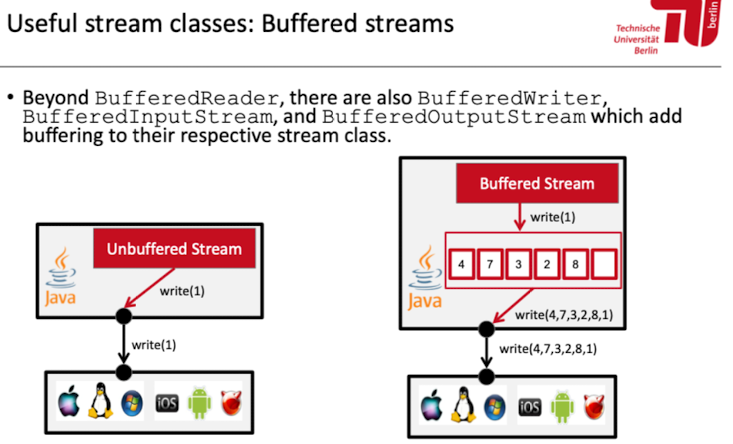 Useful stream classes: Buffered streams
Technische
Universität
Berlin
berlin
• Beyond BufferedReader, there are also BufferedWriter,
BufferedInputStream, and BufferedOutputStream which add
buffering to their respective stream class.
Unbuffered Stream
Java
write(1)
write(1)
iOS
Buffered Stream
write(1)
4 7 3 2 8
Java
write(4,7,3,2,8,1)
write(4,7,3,2,8,1)
iOS